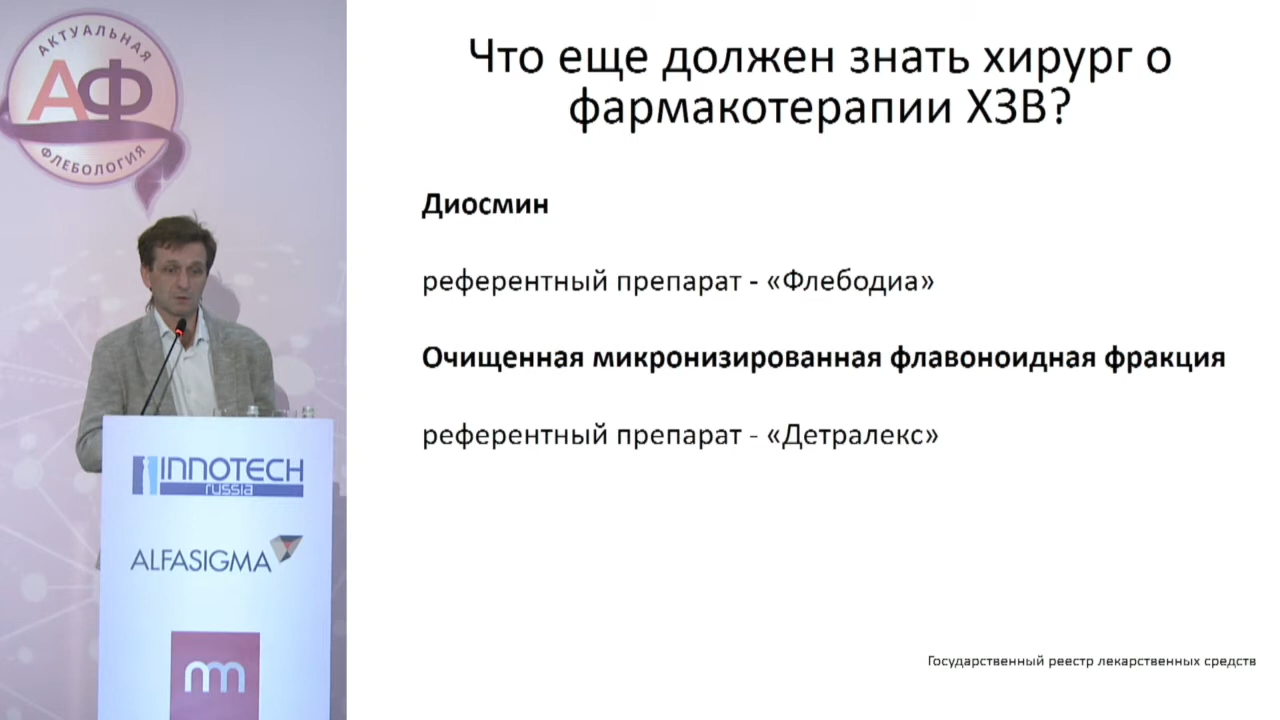 АКТУАЛЬНАЯ
АФ
ФЛЕБОЛОГИЯ
Что еще должен знать хирург о
фармакотерапии ХЗВ?
Диосмин
референтный препарат - «Флебодиа»
Очищенная микронизированная флавоноидная фракция
референтный препарат - «Детралекс»
INNOTECH
russia
ALFASIGMA
Государственный реестр лекарственных средств